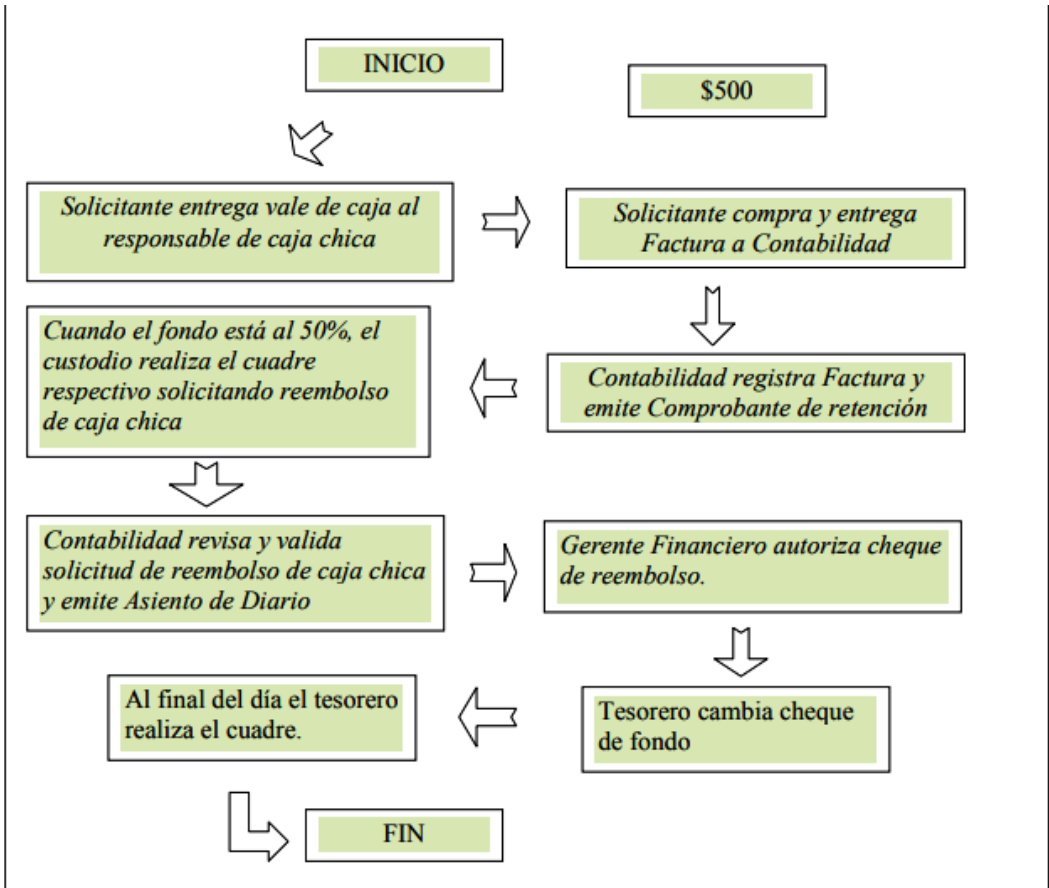 INICIO
$500
Solicitante entrega vale de caja al
responsable de caja chica
Solicitante compra y entrega
Factura a Contabilidad
Cuando el fondo está al 50%, el
custodio realiza el cuadre
respectivo solicitando reembolso
de caja chica
Contabilidad registra Factura y
emite Comprobante de retención
Contabilidad revisa y valida
solicitud de reembolso de caja chica
y emite Asiento de Diario
Gerente Financiero autoriza cheque
de reembolso.
Al final del día el tesorero
realiza el cuadre.
Tesorero cambia cheque
de fondo
FIN